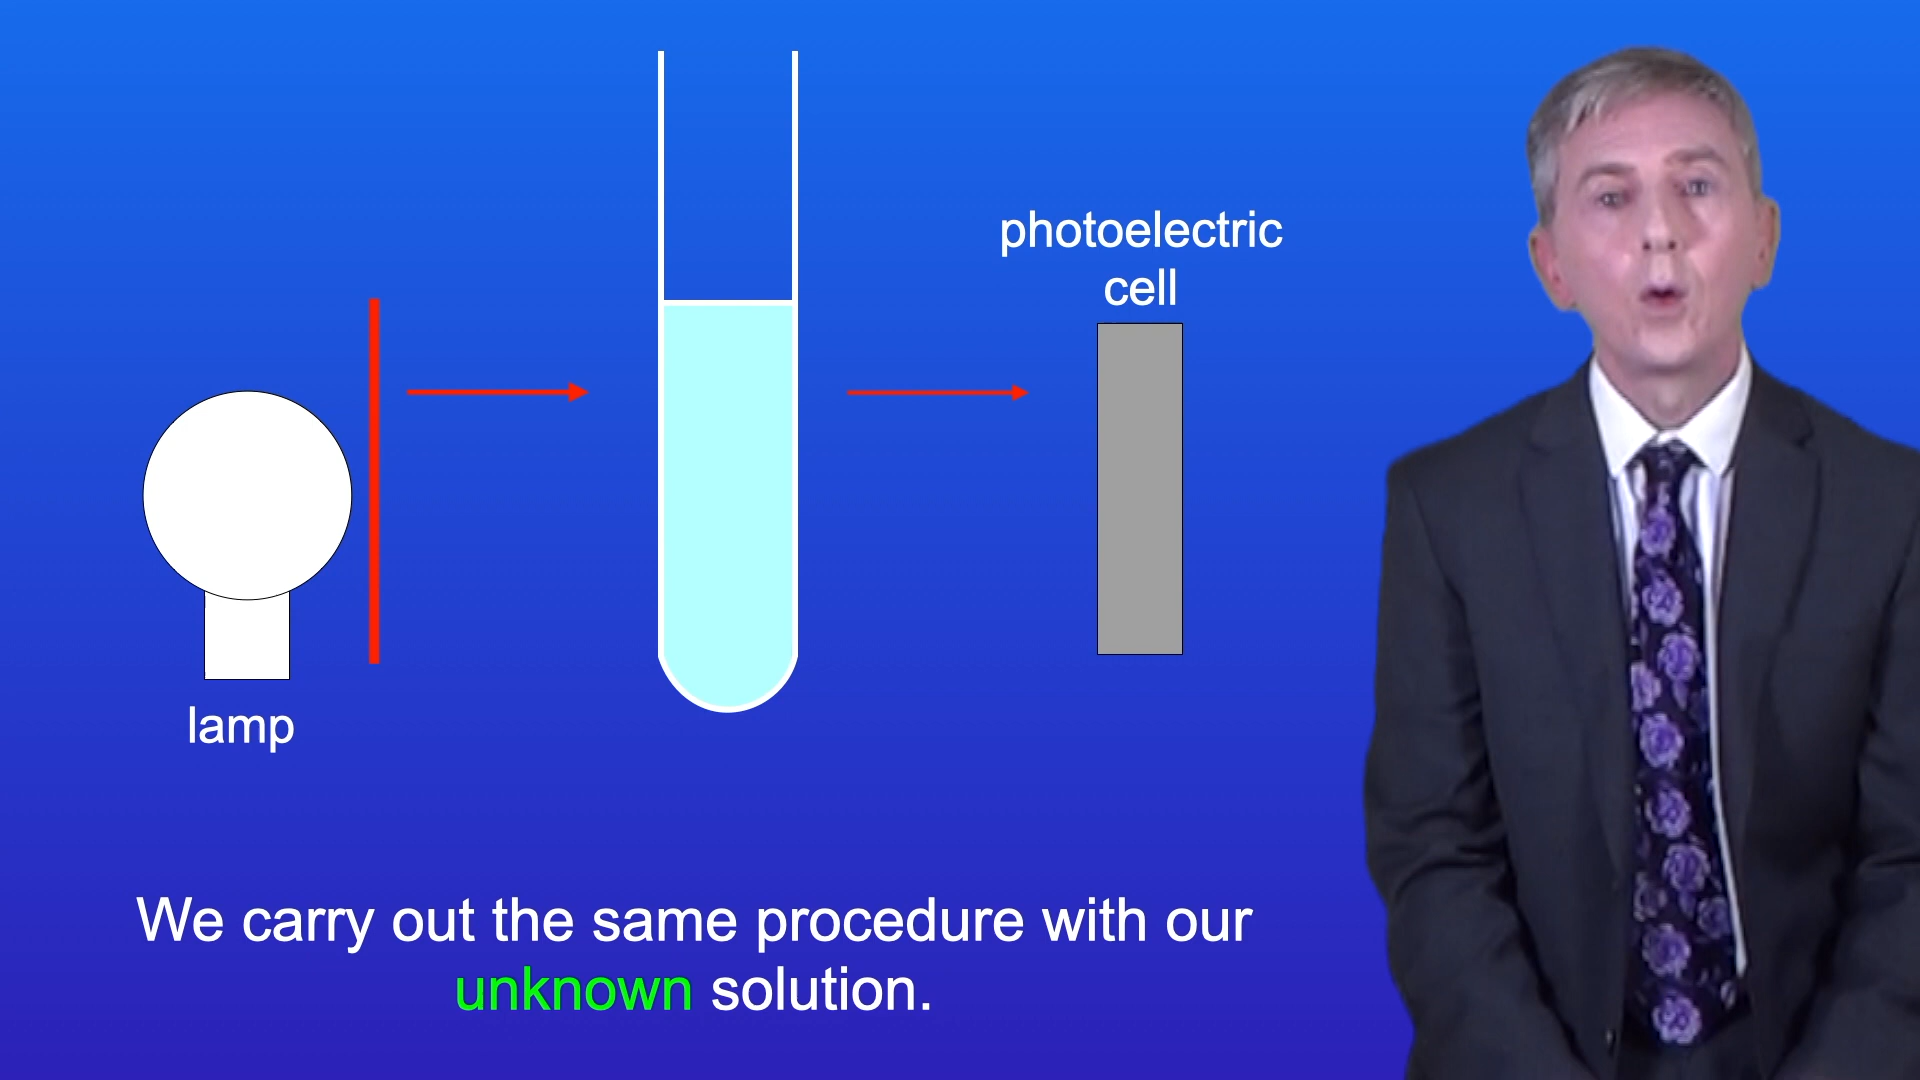 photoelectric
cell
lamp
We carry out the same procedure with our
unknown solution.